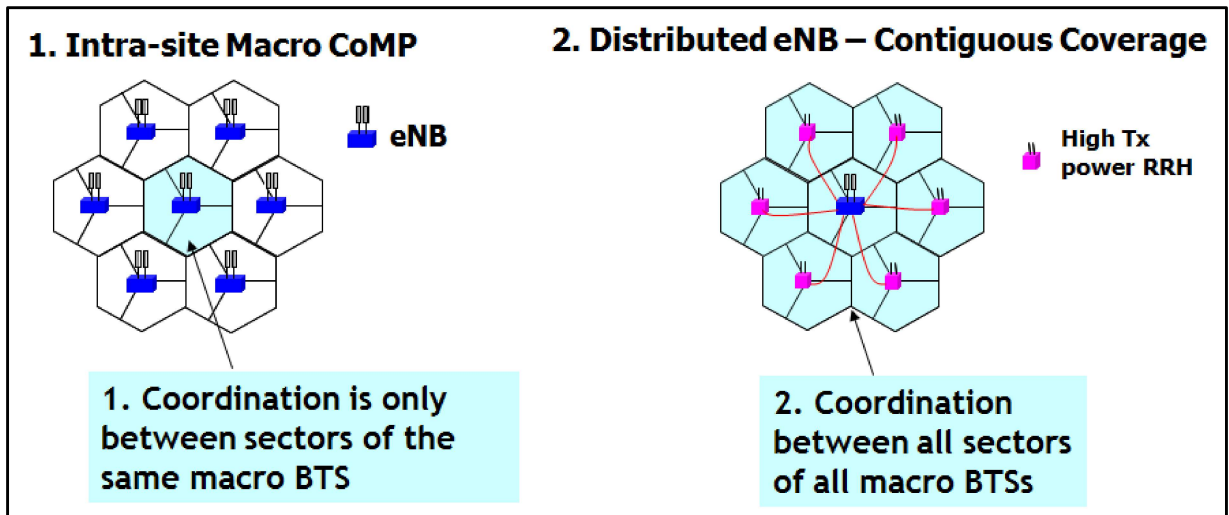 1. Intra-site Macro CoMP
eNB
1. Coordination is only
between sectors of the
same macro BTS
2. Distributed eNB – Contiguous Coverage
High Tx
power RRH
2. Coordination
between all sectors
of all macro BTSs